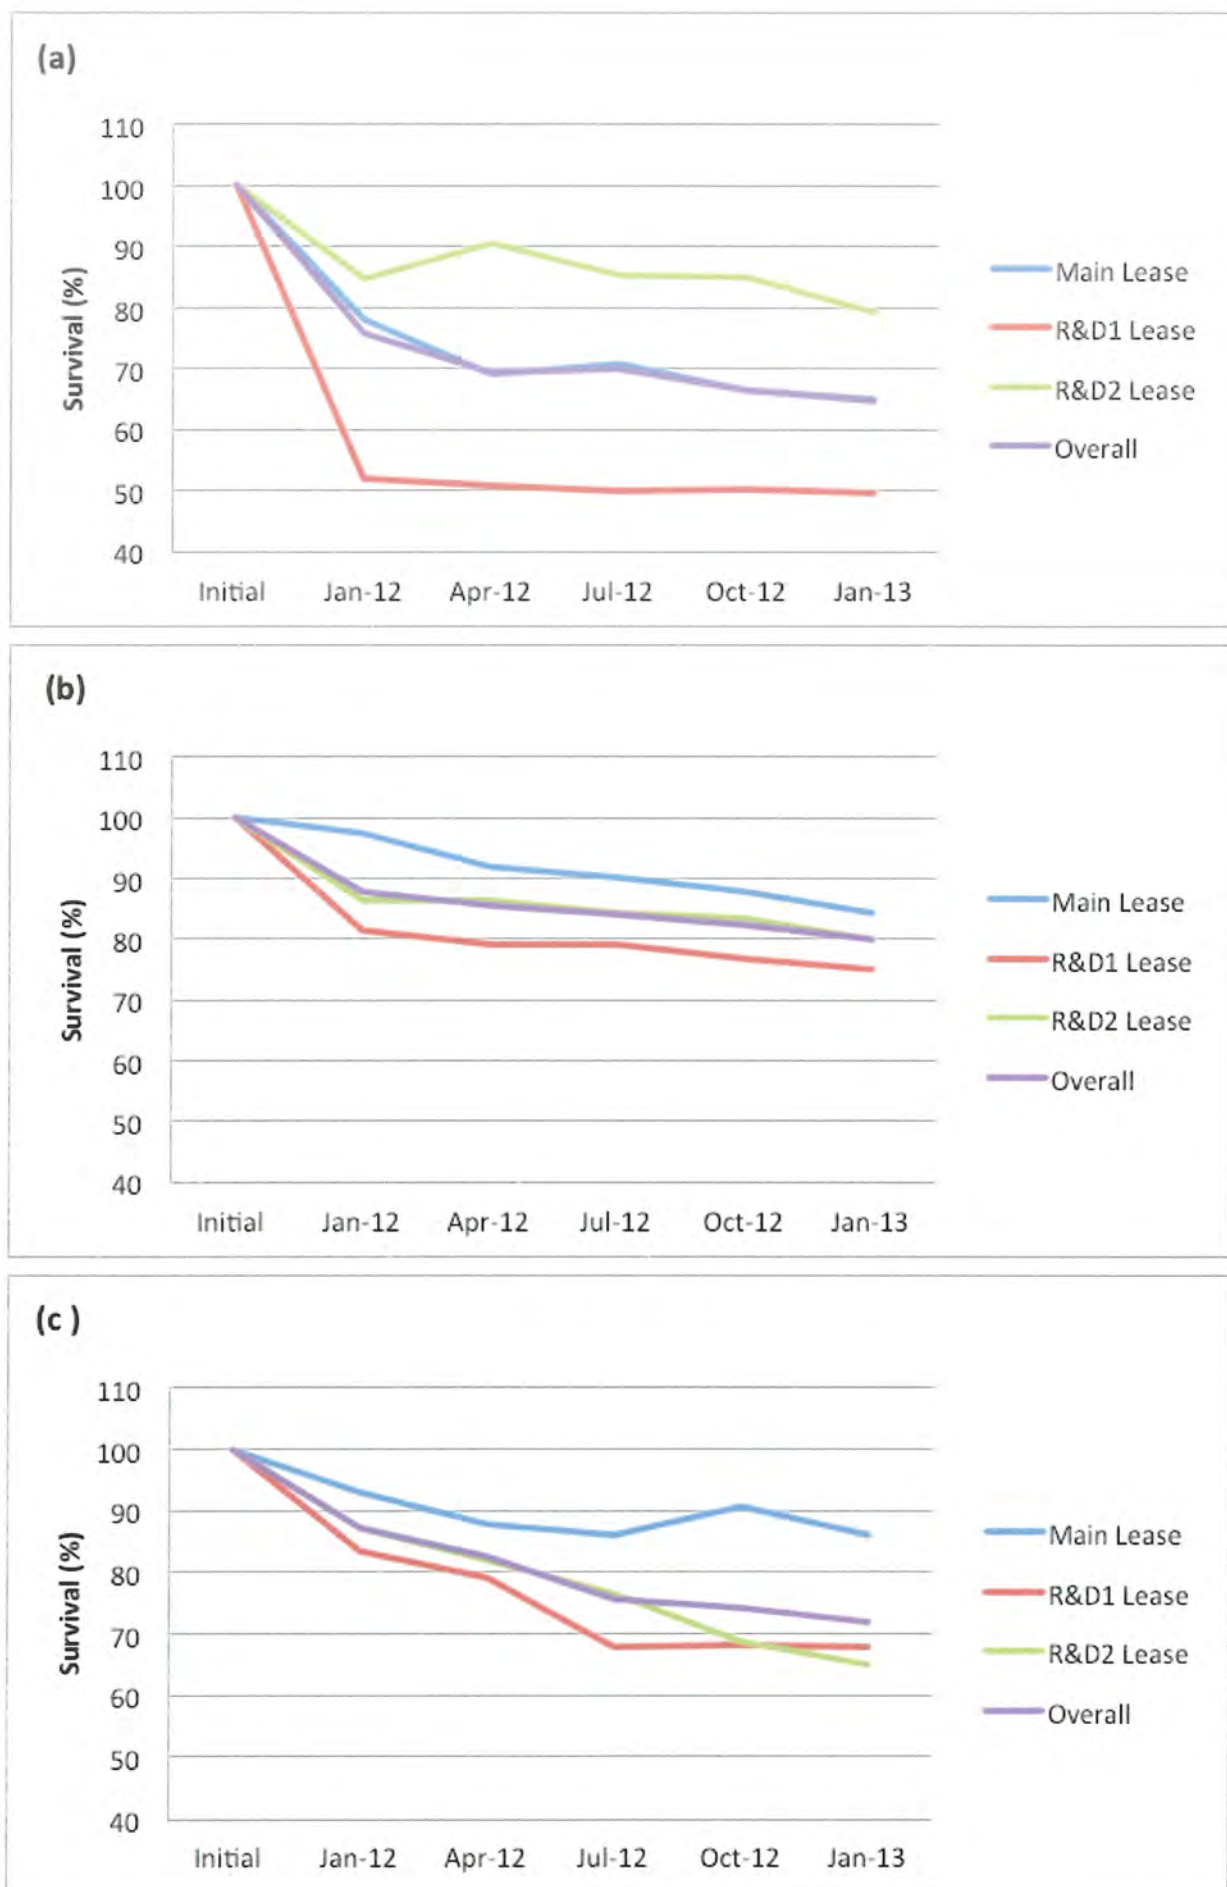 (a)
Survival (%)
110
100
90
80
70
60
50
40
Initial Jan-12 Apr-12 Jul-12 Oct-12 Jan-13
Main Lease
R&D1 Lease
R&D2 Lease
Overall
(b)
Survival (%)
110
100
90
80
70
60
50
40
Initial Jan-12 Apr-12 Jul-12 Oct-12 Jan-13
Main Lease
R&D1 Lease
R&D2 Lease
Overall
(c )
Survival (%)
110
100
90
80
70
60
50
40
Initial Jan-12 Apr-12 Jul-12 Oct-12 Jan-13
Main Lease
R&D1 Lease
R&D2 Lease
Overall